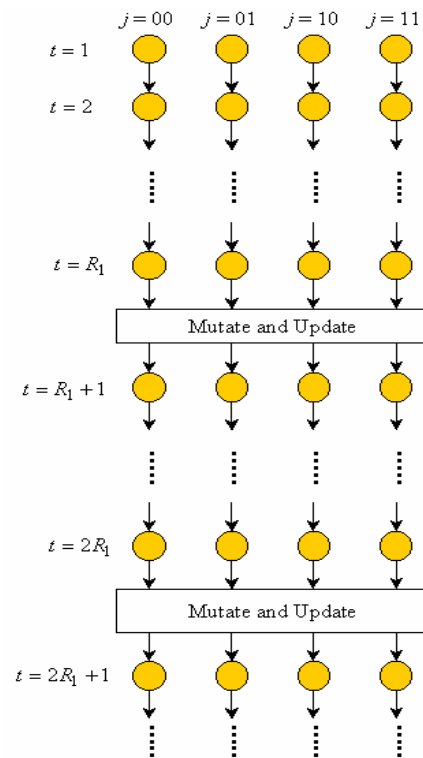 j = 00 j = 01 j = 10 j = 11
t = 1
t = 2
t = R₁
Mutate and Update
t = R₁ + 1
t = 2R₁
Mutate and Update
t = 2R₁ + 1